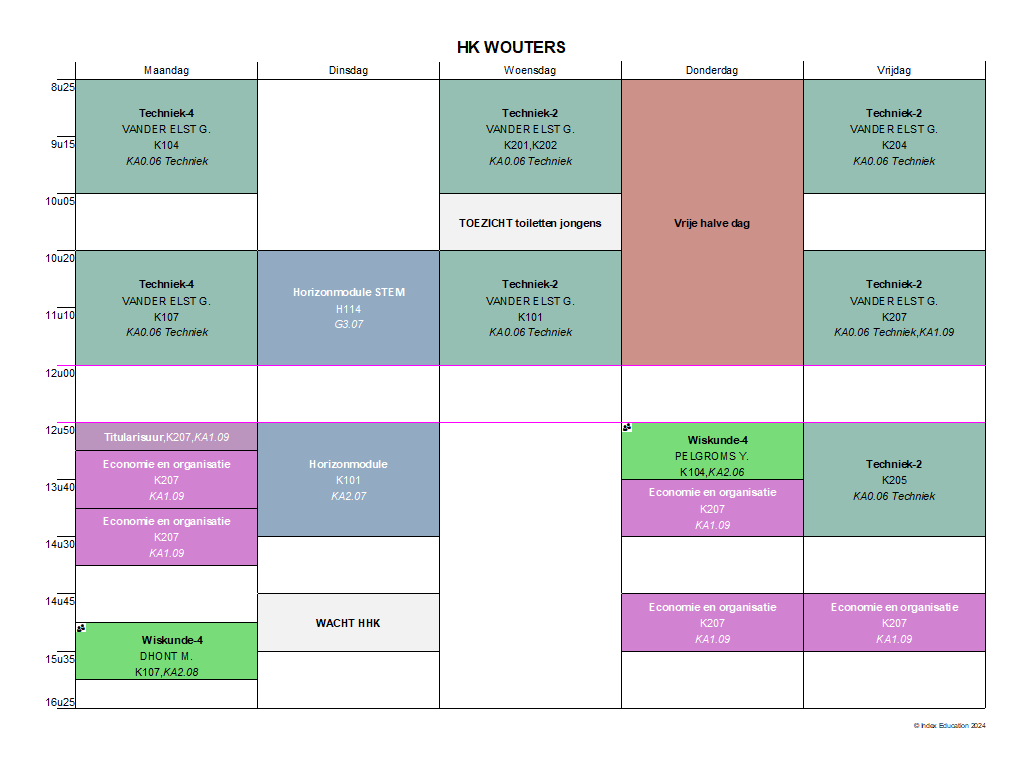 HK WOUTERS
Maandag
Dinsdag
Woensdag
Donderdag
Vrijdag
8u25
9u15
10u05
10u20
11u10
12u00
12u50
13u40
14u30
14u45
15u35
16u25
Techniek-4
VANDER ELST G.
K104
KA0.06 Techniek
Techniek-4
VANDER ELST G.
K107
KA0.06 Techniek
Titularisuur,K207,KA1.09
Economie en organisatie
K207
KA1.09
Economie en organisatie
K207
KA1.09
Wiskunde-4
DHONT M.
K107,KA2.08
Horizonmodule STEM
H114
G3.07
Horizonmodule
K101
KA2.07
WACHT HHK
Techniek-2
VANDER ELST G.
K201,K202
KA0.06 Techniek
TOEZICHT toiletten jongens
Techniek-2
VANDER ELST G.
K101
KA0.06 Techniek
Vrije halve dag
Wiskunde-4
PELGROMS Y.
K104,KA2.06
Economie en organisatie
K207
KA1.09
Economie en organisatie
K207
KA1.09
Techniek-2
VANDER ELST G.
K204
KA0.06 Techniek
Techniek-2
VANDER ELST G.
K207
KA0.06 Techniek,KA1.09
Techniek-2
K205
KA0.06 Techniek
Economie en organisatie
K207
KA1.09
© Index Education 2024